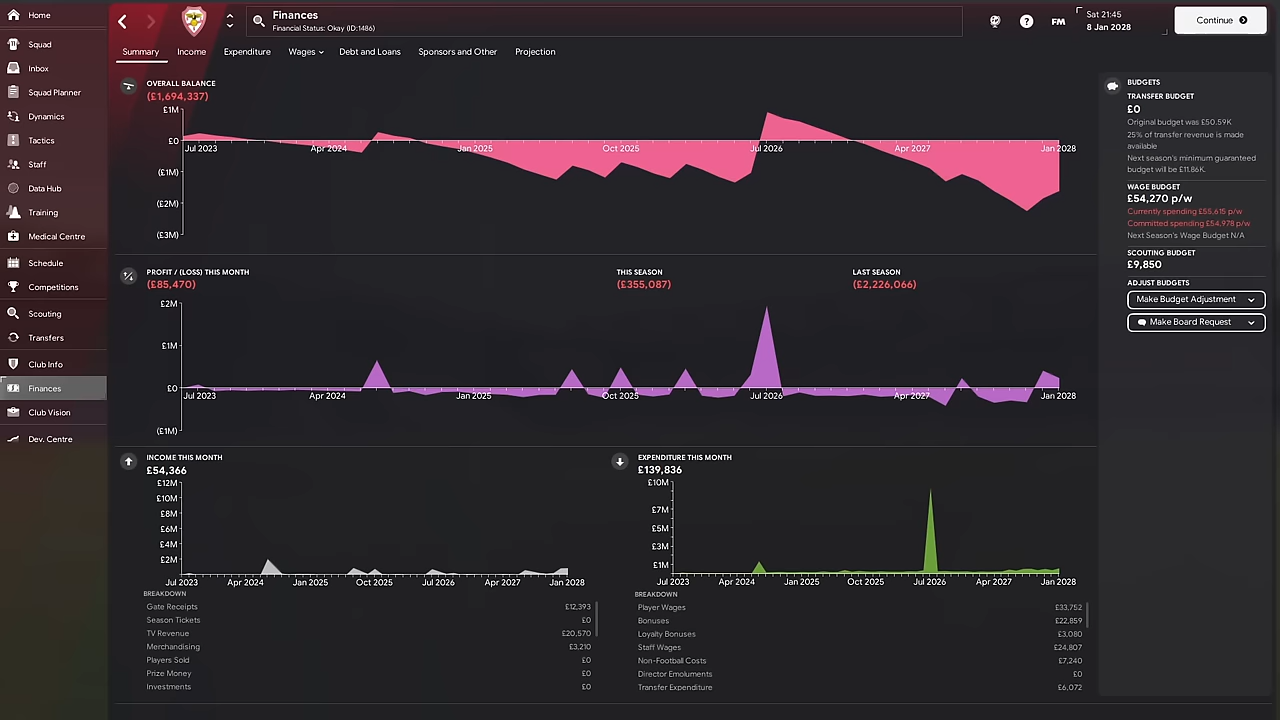 Home
Squad
Inbox
Squad Planner
Dynamics
Tactics
Staff
Data Hub
Training
Medical Centre
Schedule
Competitions
Scouting
Transfers
Club Info
Finances
Club Vision
Dev. Centre
Finances
Financial Status: Okay (ID:1486)
?
FM
Sat 21:45
8 Jan 2028
Continue
Summary
Income
Expenditure
Wages
Debt and Loans
Sponsors and Other
Projection
OVERALL BALANCE
(£1,694,337)
£1M
£0
(£1M)
(£2M)
(£3M)
Jul 2023
Apr 2024
Jan 2025
Oct 2025
Jul 2026
Apr 2027
Jan 2028
PROFIT / (LOSS) THIS MONTH
(£85,470)
THIS SEASON
(£355,087)
LAST SEASON
(£2,226,066)
£2M
£1M
£0
(£1M)
Jul 2023
Apr 2024
Jan 2025
Oct 2025
Jul 2026
Apr 2027
Jan 2028
INCOME THIS MONTH
£54,366
£12M
£10M
£8M
£6M
£4M
£2M
Jul 2023
Apr 2024
Jan 2025
Oct 2025
Jul 2026
Apr 2027
Jan 2028
BREAKDOWN
Gate Receipts £12,393
Season Tickets £0
TV Revenue £20,570
Merchandising £3,210
Players Sold £0
Prize Money £0
Investments £0
EXPENDITURE THIS MONTH
£139,836
£10M
£7M
£5M
£3M
£1M
Jul 2023
Apr 2024
Jan 2025
Oct 2025
Jul 2026
Apr 2027
Jan 2028
BREAKDOWN
Player Wages £33,752
Bonuses £22,859
Loyalty Bonuses £3,080
Staff Wages £24,807
Non-Football Costs £7,240
Director Emoluments £0
Transfer Expenditure £6,072
BUDGETS
TRANSFER BUDGET
£0
Original budget was £50.59K
25% of transfer revenue is made
available
Next season's minimum guaranteed
budget will be £11.86K.
WAGE BUDGET
£54,270 p/w
Currently spending £55,615 p/w
Committed spending £54,978 p/w
Next Season's Wage Budget N/A
SCOUTING BUDGET
£9,850
ADJUST BUDGETS
Make Budget Adjustment
Make Board Request